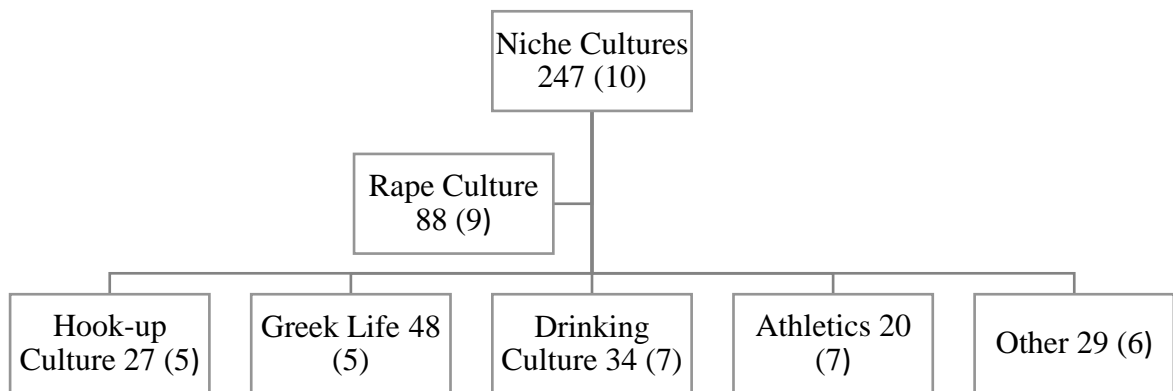 Niche Cultures
247 (10)
Rape Culture
88 (9)
Hook-up
Culture 27 (5)
Greek Life 48
(5)
Drinking
Culture 34 (7)
Athletics 20
(7)
Other 29 (6)